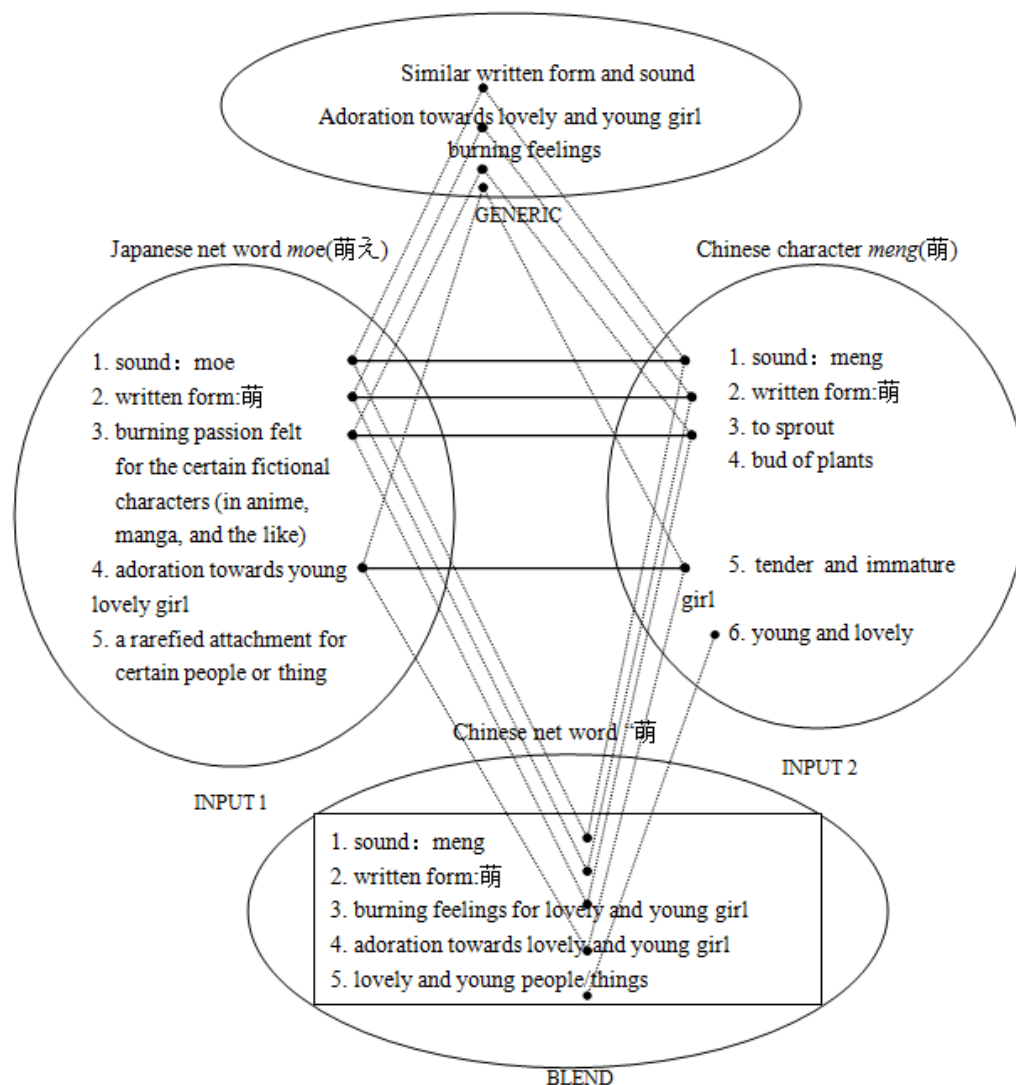 Similar written form and sound
Adoration towards lovely and young girl
burning feelings
GENERIC
Japanese net word moe(萌え)
1. sound：moe
2. written form:萌
3. burning passion felt
for the certain fictional
characters (in anime,
manga, and the like)
4. adoration towards young
lovely girl
5. a rarefied attachment for
certain people or thing
INPUT 1
Chinese character meng(萌)
1. sound：meng
2. written form:萌
3. to sprout
4. bud of plants
5. tender and immature
girl
6. young and lovely
INPUT 2
Chinese net word “萌
1. sound：meng
2. written form:萌
3. burning feelings for lovely and young girl
4. adoration towards lovely and young girl
5. lovely and young people/things
BLEND